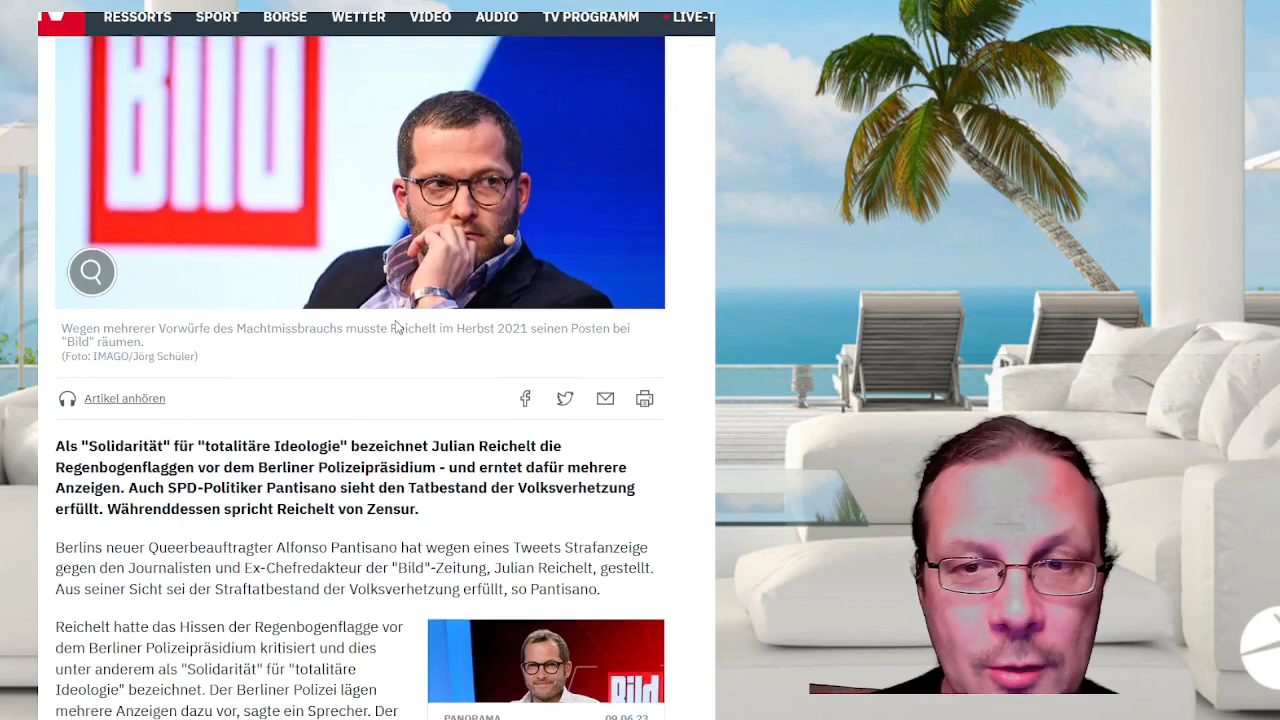 RESSORTS SPORT BÖRSE WETTER VIDEO AUDIO TV PROGRAMM LIVE-T
BILD
Wegen mehrerer Vorwürfe des Machtmissbrauchs musste Reichelt im Herbst 2021 seinen Posten bei
"Bild" räumen.
(Foto: IMAGO/Jörg Schüler)
Artikel anhören
Als "Solidarität" für "totalitäre Ideologie" bezeichnet Julian Reichelt die
Regenbogenflaggen vor dem Berliner Polizeipräsidium - und erntet dafür mehrere
Anzeigen. Auch SPD-Politiker Pantisano sieht den Tatbestand der Volksverhetzung
erfüllt. Währenddessen spricht Reichelt von Zensur.
Berlins neuer Queerbeauftragter Alfonso Pantisano hat wegen eines Tweets Strafanzeige
gegen den Journalisten und Ex-Chefredakteur der "Bild"-Zeitung, Julian Reichelt, gestellt.
Aus seiner Sicht sei der Straftatbestand der Volksverhetzung erfüllt, so Pantisano.
Reichelt hatte das Hissen der Regenbogenflagge vor
dem Berliner Polizeipräsidium kritisiert und dies
unter anderem als "Solidarität" für "totalitäre
Ideologie" bezeichnet. Der Berliner Polizei lägen
mehrere Anzeigen dazu vor, sagte ein Sprecher. Der
Bild
PANORAMA 09.06.23